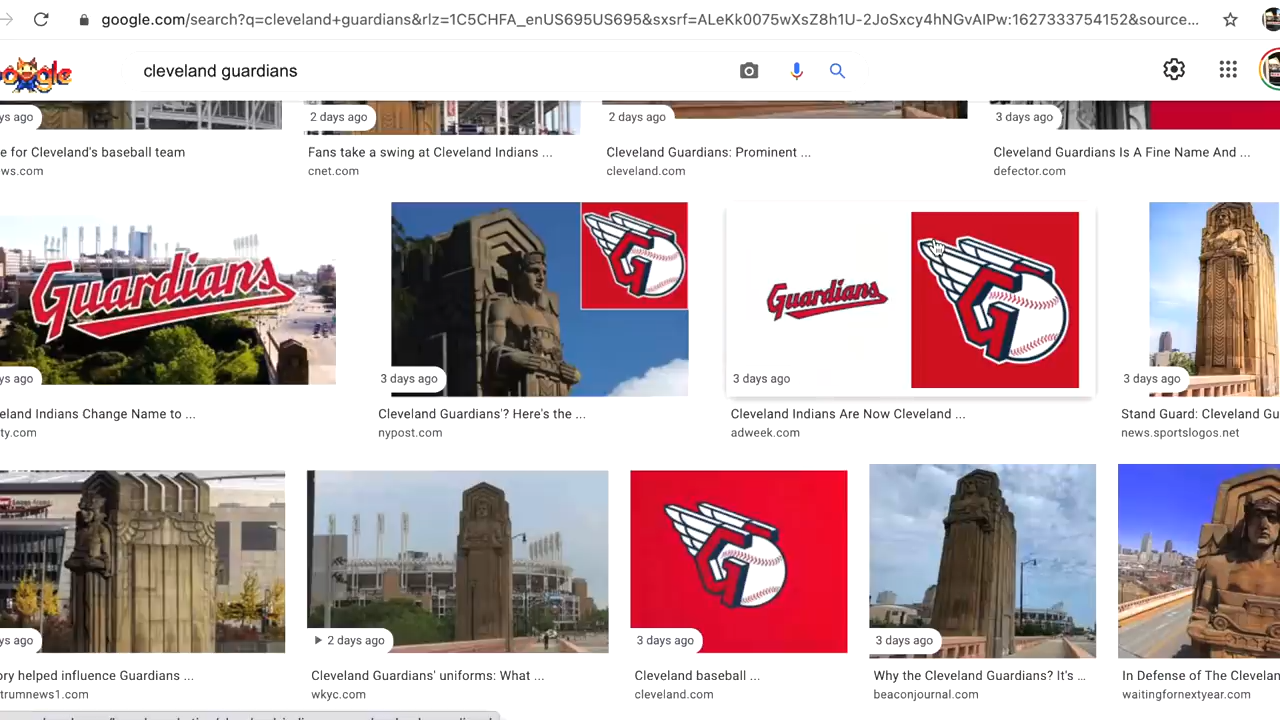 google.com/search?q=cleveland+guardians&rlz=1C5CHFA_enUS695US695&sxsrf=ALeKk0075wXsZ8h1U-2JoSxcy4hNGvAIPw:1627333754152&source...
cleveland guardians
ys ago
2 days ago
2 days ago
3 days ago
e for Cleveland's baseball team
Fans take a swing at Cleveland Indians ...
Cleveland Guardians: Prominent ...
Cleveland Guardians Is A Fine Name And ...
ws.com
cnet.com
cleveland.com
defector.com
Guardians
Guardians
ys ago
3 days ago
3 days ago
3 days ago
eland Indians Change Name to ...
Cleveland Guardians'? Here's the ...
Cleveland Indians Are Now Cleveland ...
Stand Guard: Cleveland Gu
ty.com
nypost.com
adweek.com
news.sportslogos.net
ys ago
2 days ago
3 days ago
3 days ago
ory helped influence Guardians ...
Cleveland Guardians' uniforms: What ...
Cleveland baseball ...
Why the Cleveland Guardians? It's ...
In Defense of The Clevelan
trumnews1.com
wkyc.com
cleveland.com
beaconjournal.com
waitingfornextyear.com